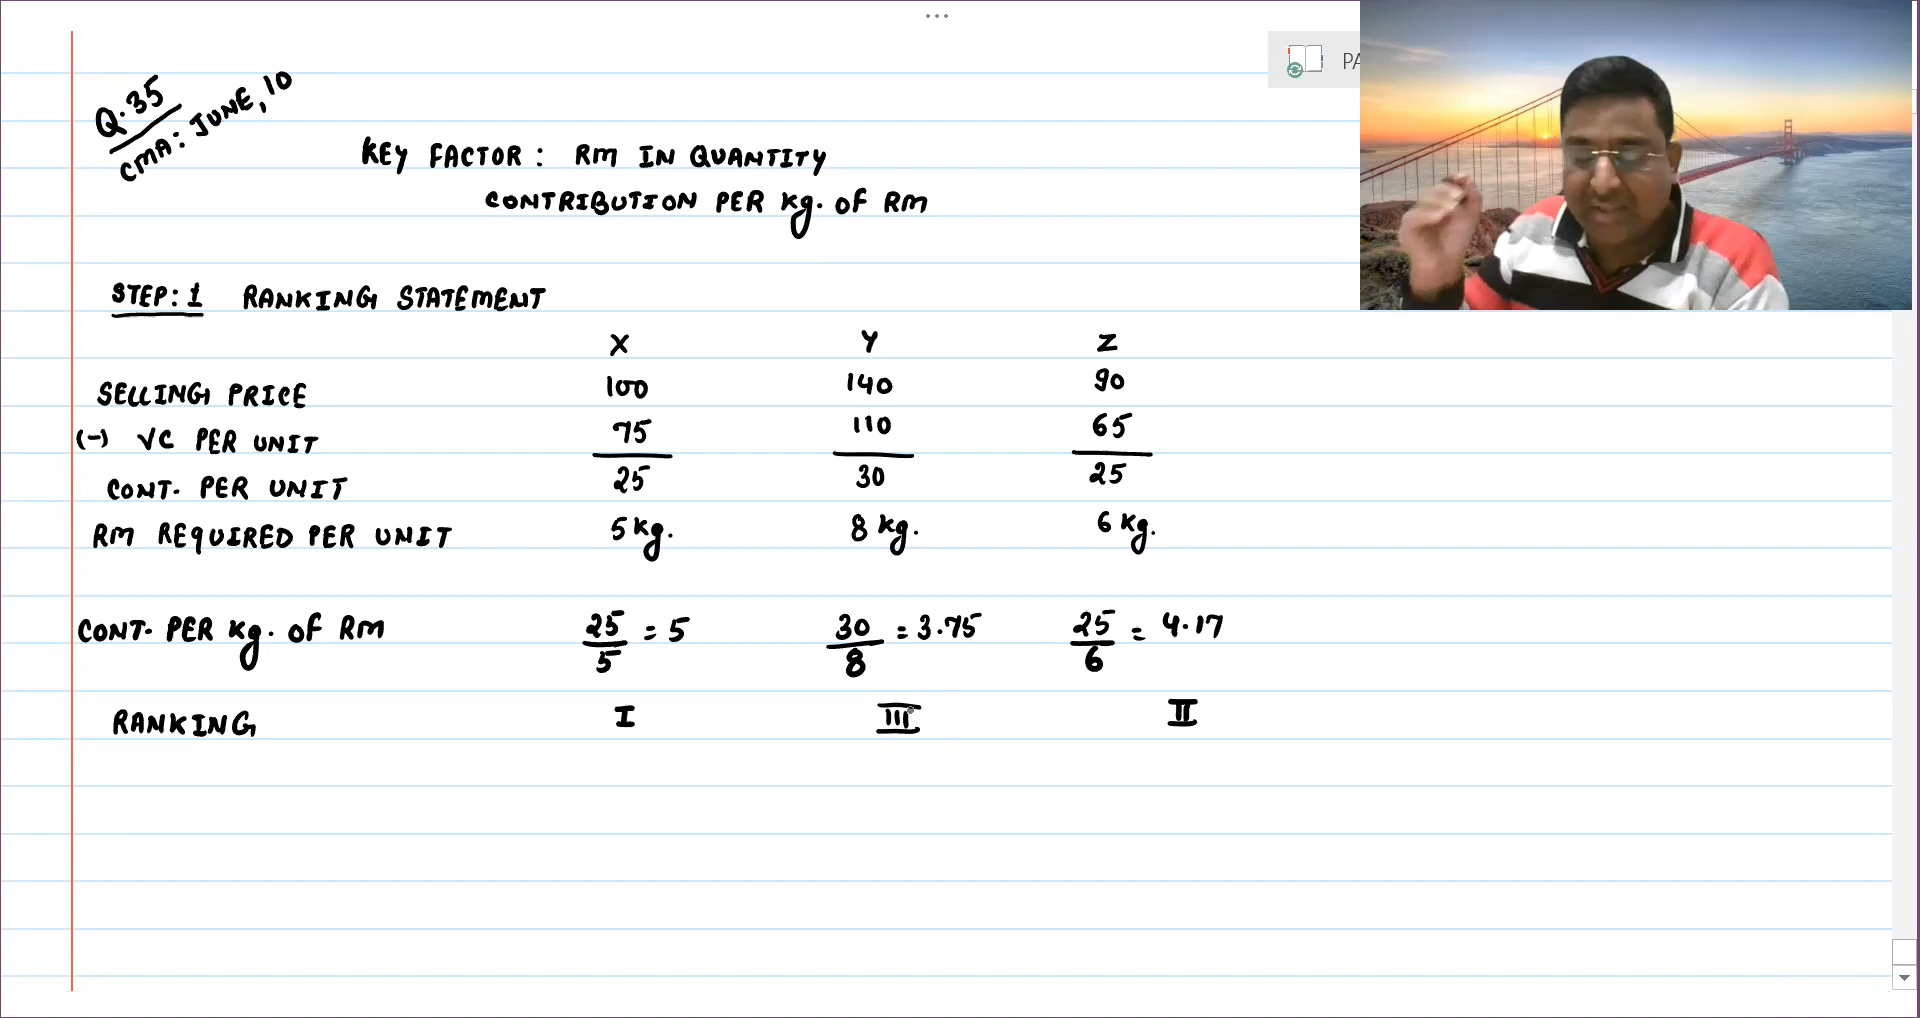 PA
Q.35
CMA: JUNE, 10
KEY FACTOR: RM IN QUANTITY
CONTRIBUTION PER kg. OF RM
STEP: 1 RANKING STATEMENT
X Y Z
SELLING PRICE 100 140 90
(-) VC PER UNIT 75 110 65
CONT. PER UNIT 25 30 25
RM REQUIRED PER UNIT 5 kg. 8 kg. 6 kg.
CONT. PER kg. OF RM 25/5 = 5 30/8 = 3.75 25/6 = 4.17
RANKING I III II